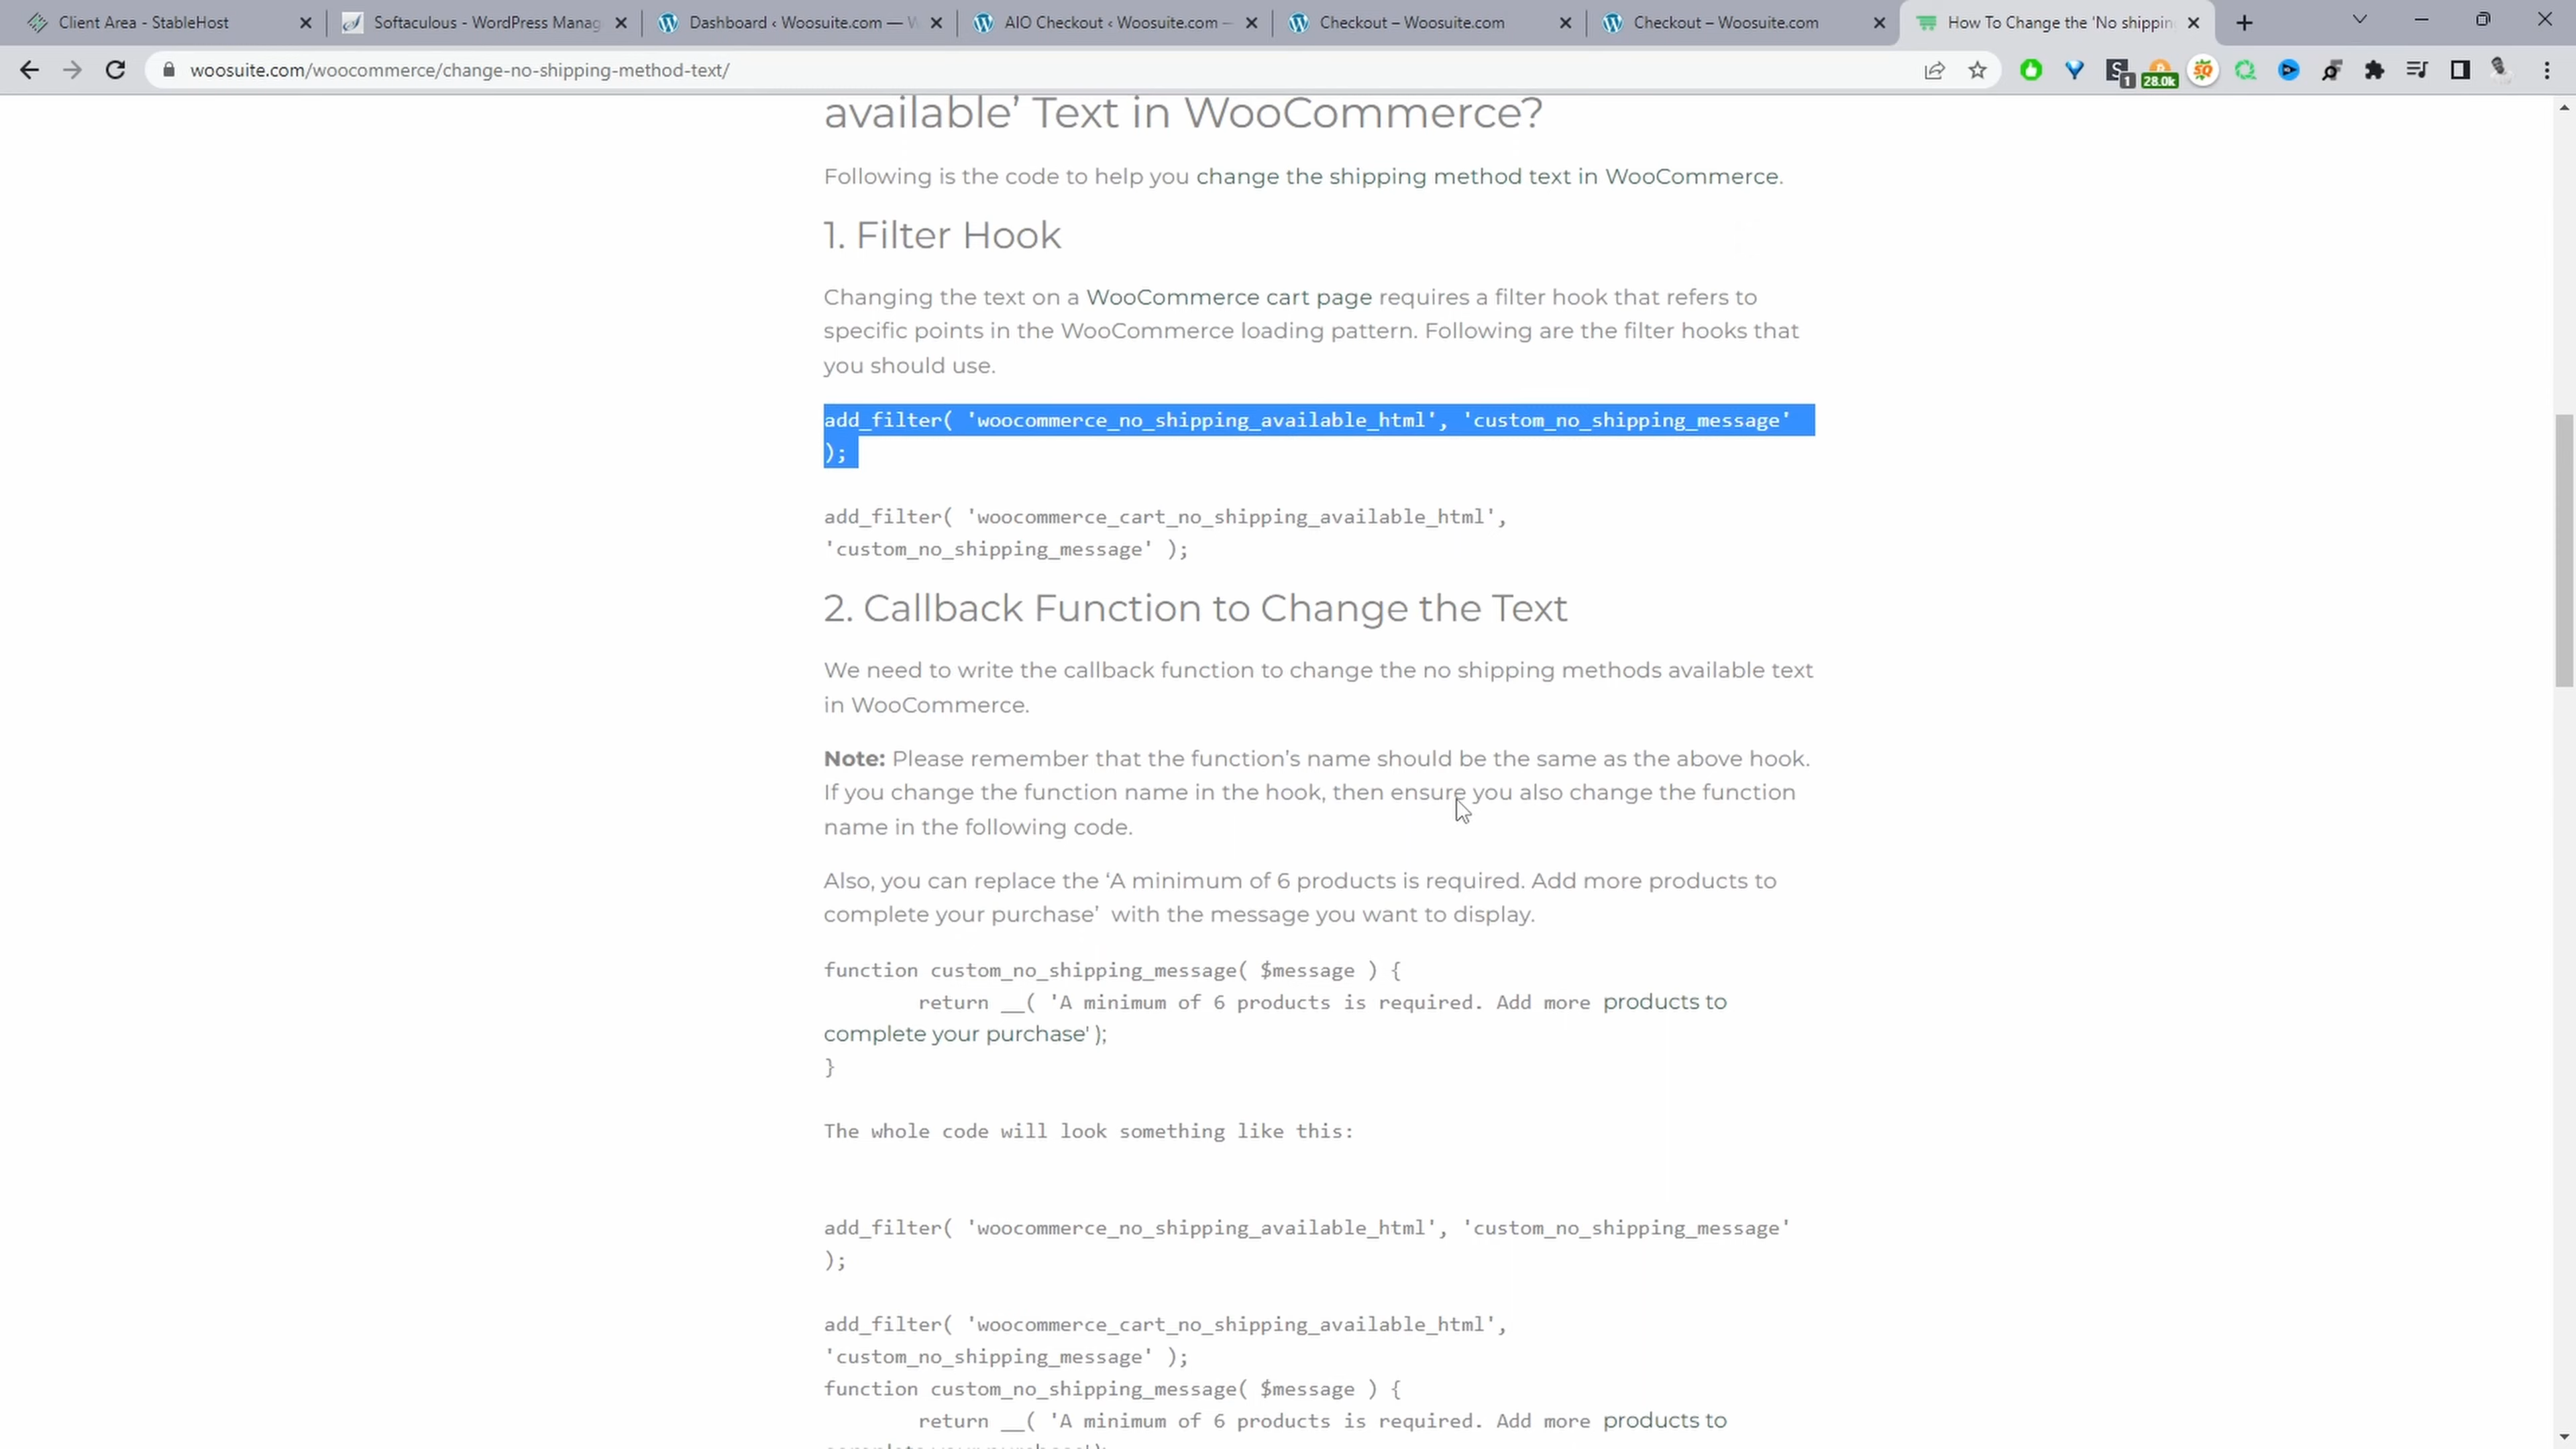 Client Area - StableHost
Softaculous - WordPress Manag
Dashboard ‹ Woosuite.com — W
AIO Checkout ‹ Woosuite.com —
Checkout – Woosuite.com
Checkout – Woosuite.com
How To Change the 'No shippin
woosuite.com/woocommerce/change-no-shipping-method-text/
1
28.0k
SQ
available’ Text in WooCommerce?
Following is the code to help you change the shipping method text in WooCommerce.
1. Filter Hook
Changing the text on a WooCommerce cart page requires a filter hook that refers to
specific points in the WooCommerce loading pattern. Following are the filter hooks that
you should use.
add_filter( 'woocommerce_no_shipping_available_html', 'custom_no_shipping_message'
);
add_filter( 'woocommerce_cart_no_shipping_available_html',
'custom_no_shipping_message' );
2. Callback Function to Change the Text
We need to write the callback function to change the no shipping methods available text
in WooCommerce.
Note: Please remember that the function’s name should be the same as the above hook.
If you change the function name in the hook, then ensure you also change the function
name in the following code.
Also, you can replace the ‘A minimum of 6 products is required. Add more products to
complete your purchase’ with the message you want to display.
function custom_no_shipping_message( $message ) {
return __( 'A minimum of 6 products is required. Add more products to
complete your purchase' );
}
The whole code will look something like this:
add_filter( 'woocommerce_no_shipping_available_html', 'custom_no_shipping_message'
);
add_filter( 'woocommerce_cart_no_shipping_available_html',
'custom_no_shipping_message' );
function custom_no_shipping_message( $message ) {
return __( 'A minimum of 6 products is required. Add more products to